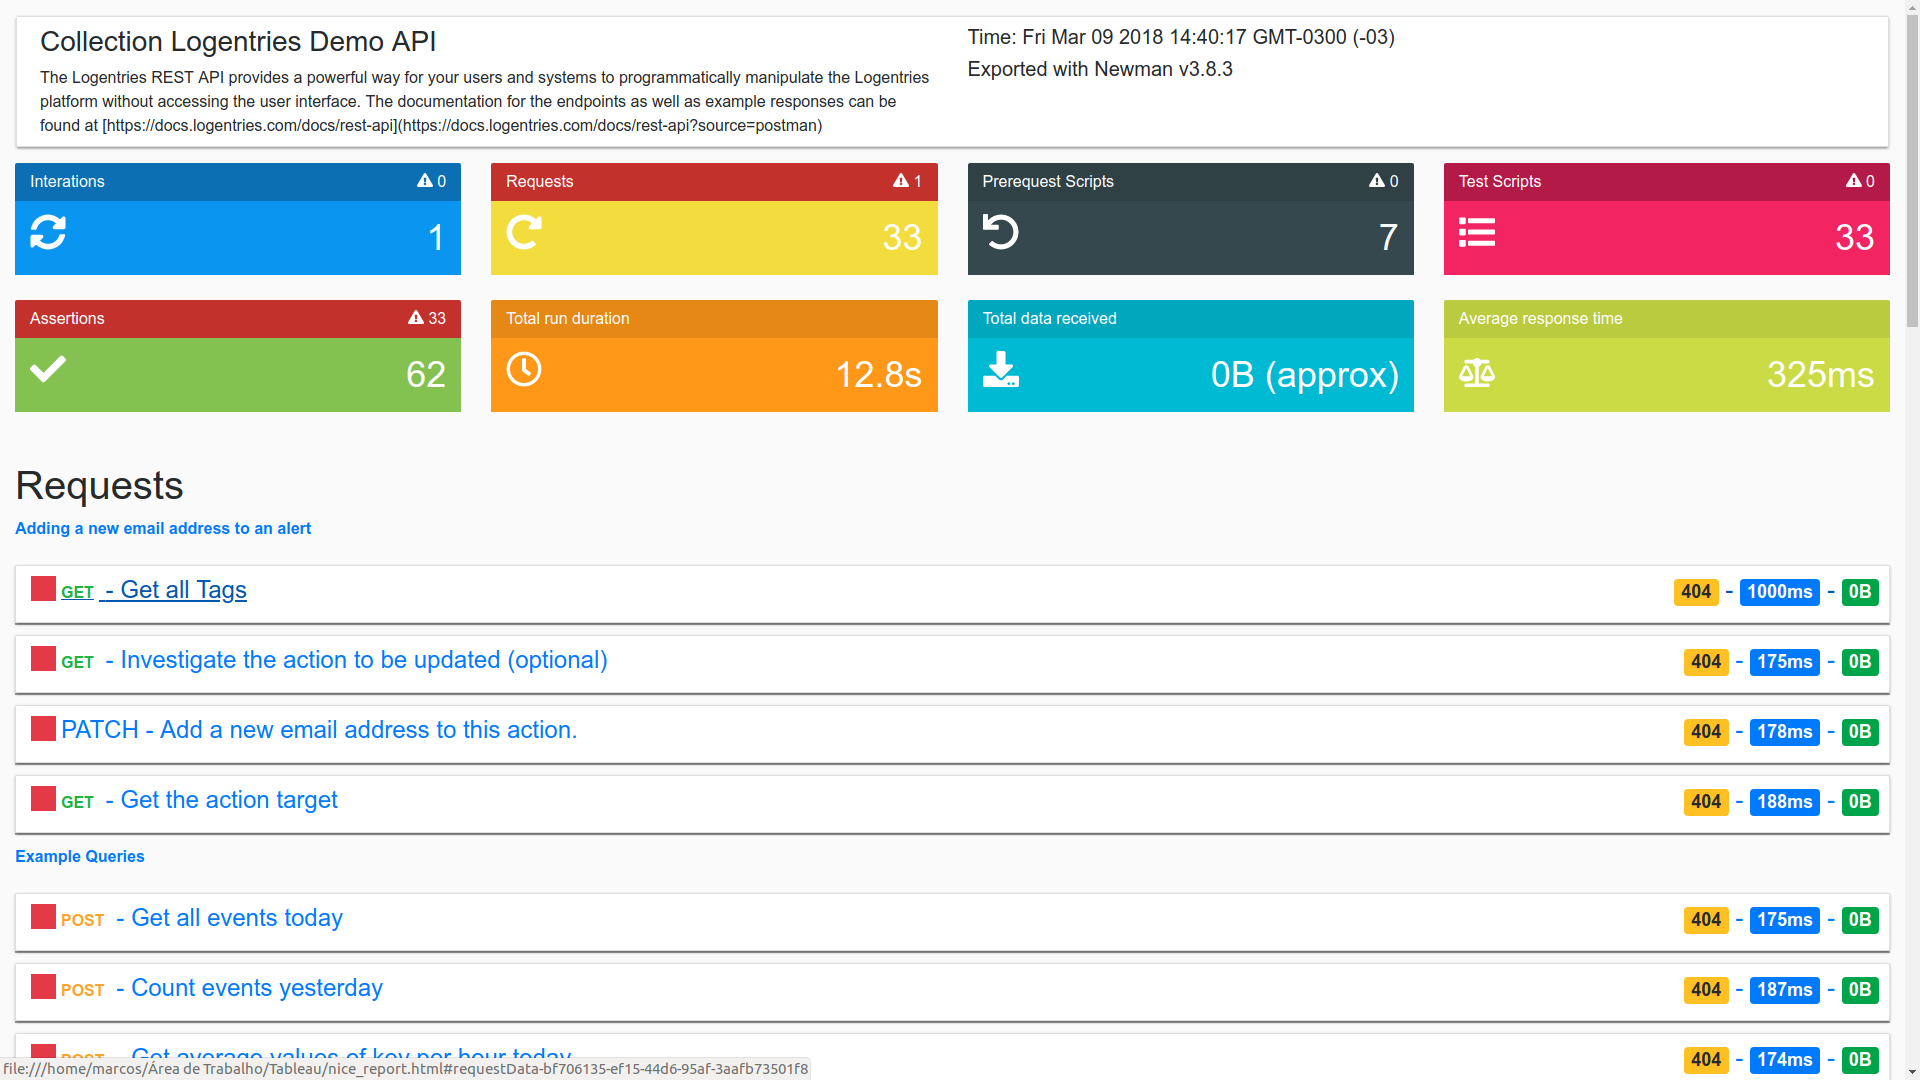 Collection Logentries Demo API
The Logentries REST API provides a powerful way for your users and systems to programmatically manipulate the Logentries
platform without accessing the user interface. The documentation for the endpoints as well as example responses can be
found at [https://docs.logentries.com/docs/rest-api](https://docs.logentries.com/docs/rest-api?source=postman)
Time: Fri Mar 09 2018 14:40:17 GMT-0300 (-03)
Exported with Newman v3.8.3
Interations 0
1
Requests 1
33
Prerequest Scripts 0
7
Test Scripts 0
33
Assertions 33
62
Total run duration
12.8s
Total data received
0B (approx)
Average response time
325ms
Requests
Adding a new email address to an alert
GET - Get all Tags 404 - 1000ms - 0B
GET - Investigate the action to be updated (optional) 404 - 175ms - 0B
PATCH - Add a new email address to this action. 404 - 178ms - 0B
GET - Get the action target 404 - 188ms - 0B
Example Queries
POST - Get all events today 404 - 175ms - 0B
POST - Count events yesterday 404 - 187ms - 0B
POST - Get average values of key per hour today 404 - 174ms - 0B
file:///home/marcos/Área de Trabalho/Tableau/nice_report.html#requestData-bf706135-ef15-44d6-95af-3aafb73501f8